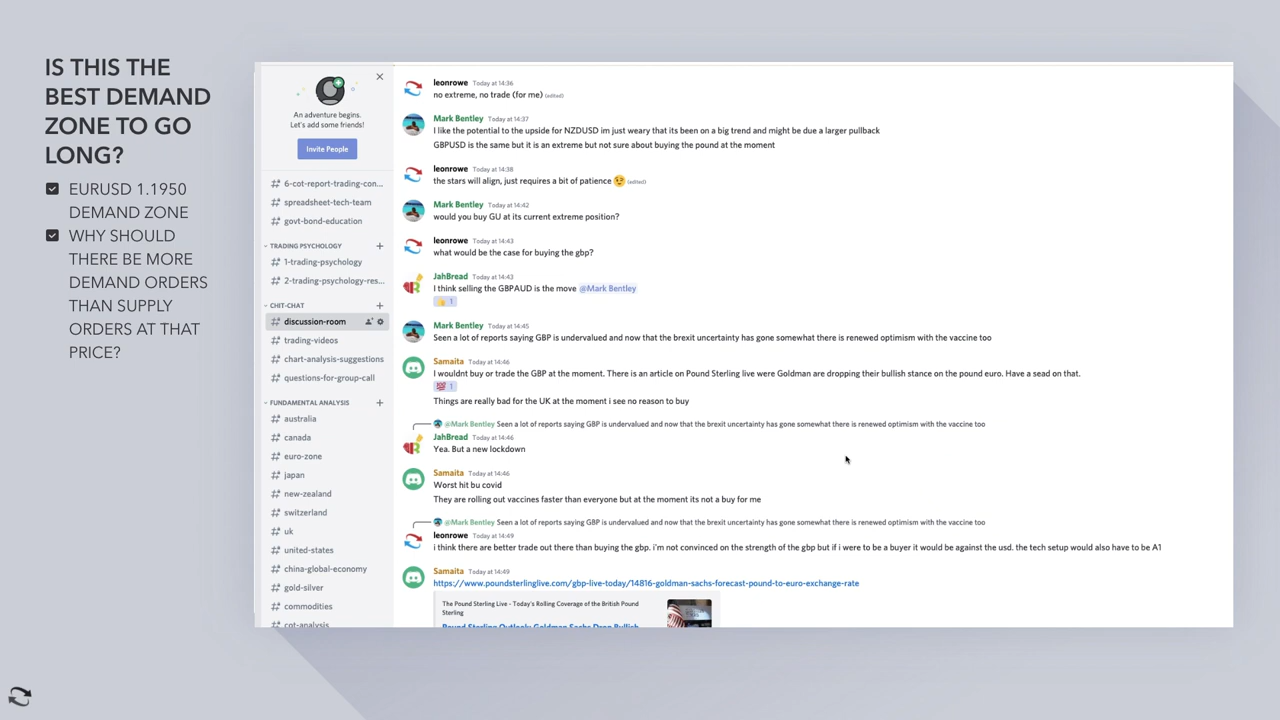 IS THIS THE
BEST DEMAND
ZONE TO GO
LONG?
EURUSD 1.1950
DEMAND ZONE
WHY SHOULD
THERE BE MORE
DEMAND ORDERS
THAN SUPPLY
ORDERS AT THAT
PRICE?
An adventure begins.
Let's add some friends!
Invite People
# 6-cot-report-trading-con...
# spreadsheet-tech-team
# govt-bond-education
TRADING PSYCHOLOGY
# 1-trading-psychology
# 2-trading-psychology-res...
CHIT-CHAT
# discussion-room
# trading-videos
# chart-analysis-suggestions
# questions-for-group-call
FUNDAMENTAL ANALYSIS
# australia
# canada
# euro-zone
# japan
# new-zealand
# switzerland
# uk
# united-states
# china-global-economy
# gold-silver
# commodities
# cot-analysis
leonrowe Today at 14:36
no extreme, no trade (for me) (edited)
Mark Bentley Today at 14:37
I like the potential to the upside for NZDUSD im just weary that its been on a big trend and might be due a larger pullback
GBPUSD is the same but it is an extreme but not sure about buying the pound at the moment
leonrowe Today at 14:38
the stars will align, just requires a bit of patience 😉 (edited)
Mark Bentley Today at 14:42
would you buy GU at its current extreme position?
leonrowe Today at 14:43
what would be the case for buying the gbp?
JahBread Today at 14:43
I think selling the GBPAUD is the move @Mark Bentley
👍 1
Mark Bentley Today at 14:45
Seen a lot of reports saying GBP is undervalued and now that the brexit uncertainty has gone somewhat there is renewed optimism with the vaccine too
Samaita Today at 14:46
I wouldnt buy or trade the GBP at the moment. There is an article on Pound Sterling live were Goldman are dropping their bullish stance on the pound euro. Have a sead on that.
💯 1
Things are really bad for the UK at the moment i see no reason to buy
@Mark Bentley Seen a lot of reports saying GBP is undervalued and now that the brexit uncertainty has gone somewhat there is renewed optimism with the vaccine too
JahBread Today at 14:46
Yea. But a new lockdown
Samaita Today at 14:46
Worst hit bu covid
They are rolling out vaccines faster than everyone but at the moment its not a buy for me
@Mark Bentley Seen a lot of reports saying GBP is undervalued and now that the brexit uncertainty has gone somewhat there is renewed optimism with the vaccine too
leonrowe Today at 14:49
i think there are better trade out there than buying the gbp. i'm not convinced on the strength of the gbp but if i were to be a buyer it would be against the usd. the tech setup would also have to be A1
Samaita Today at 14:49
https://www.poundsterlinglive.com/gbp-live-today/14816-goldman-sachs-forecast-pound-to-euro-exchange-rate
The Pound Sterling Live - Today's Rolling Coverage of the British Pound
Sterling
Pound Sterling Outlook: Goldman Sachs Drop Bullish